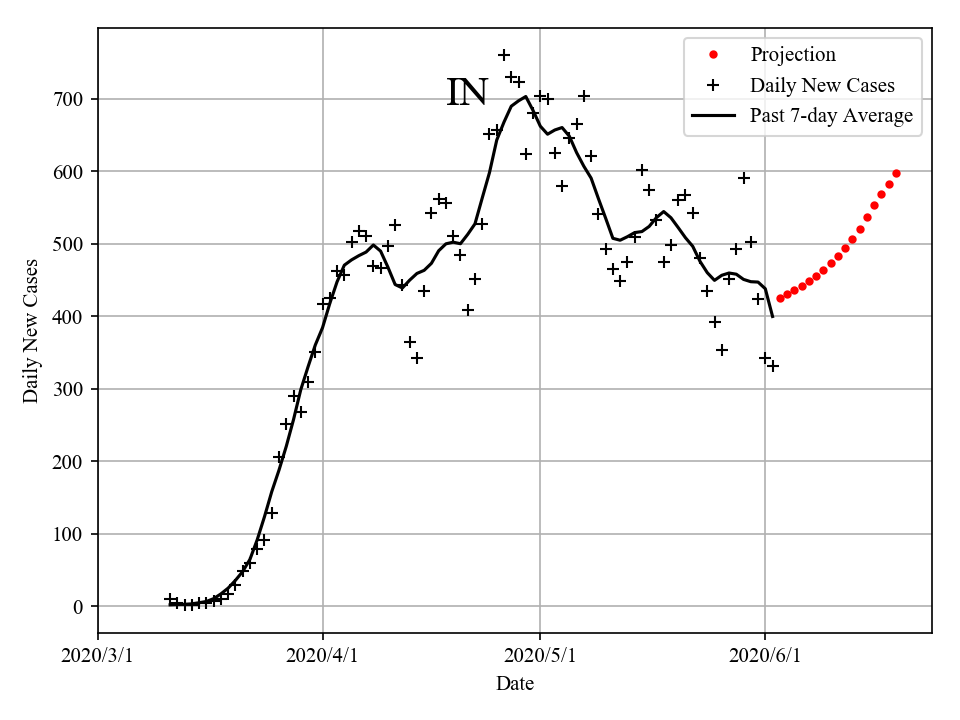 IN
Projection
Daily New Cases
Past 7-day Average
Daily New Cases
700
600
500
400
300
200
100
0
2020/3/1 2020/4/1 2020/5/1 2020/6/1
Date